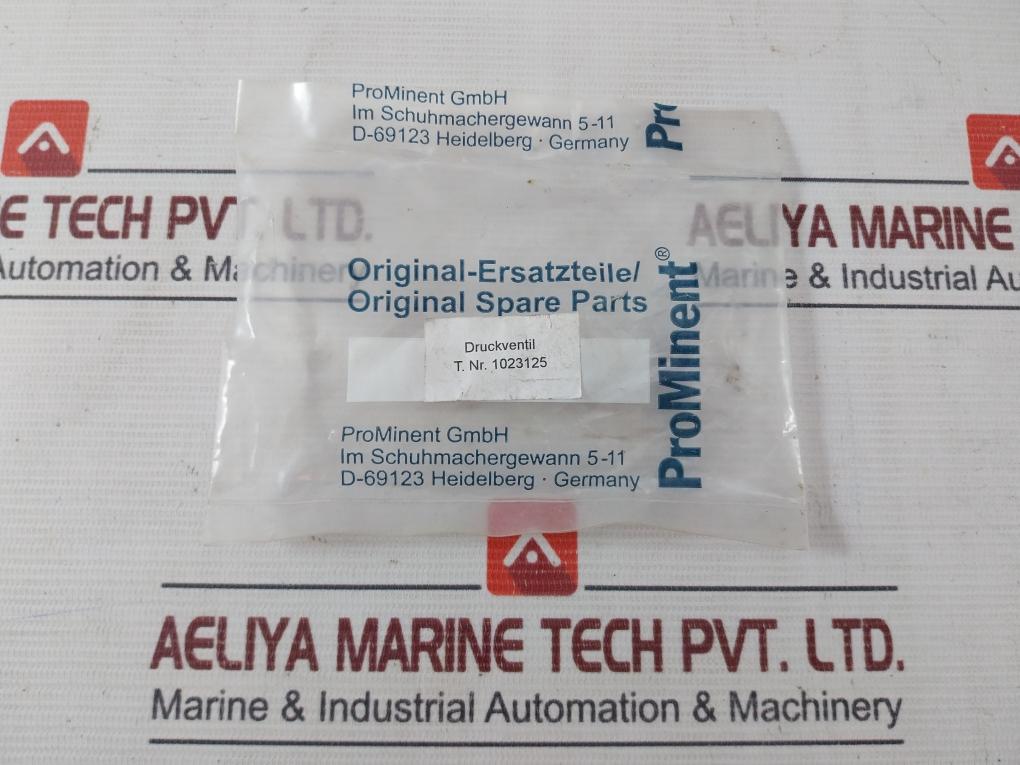 ProMinent GmbH
Im Schuhmachergewann 5-11
D-69123 Heidelberg · Germany
Pr
E TECH PVT. LTD.
Automation & Machinery
AELIYA MARINE
Marine & Industrial Au
Original-Ersatzteile/
Original Spare Parts
ProMinent®
Druckventil
T. Nr. 1023125
ProMinent GmbH
Im Schuhmachergewann 5-11
D-69123 Heidelberg · Germany
AELIYA MARINE TECH PVT. LTD.
Marine & Industrial Automation & Machinery